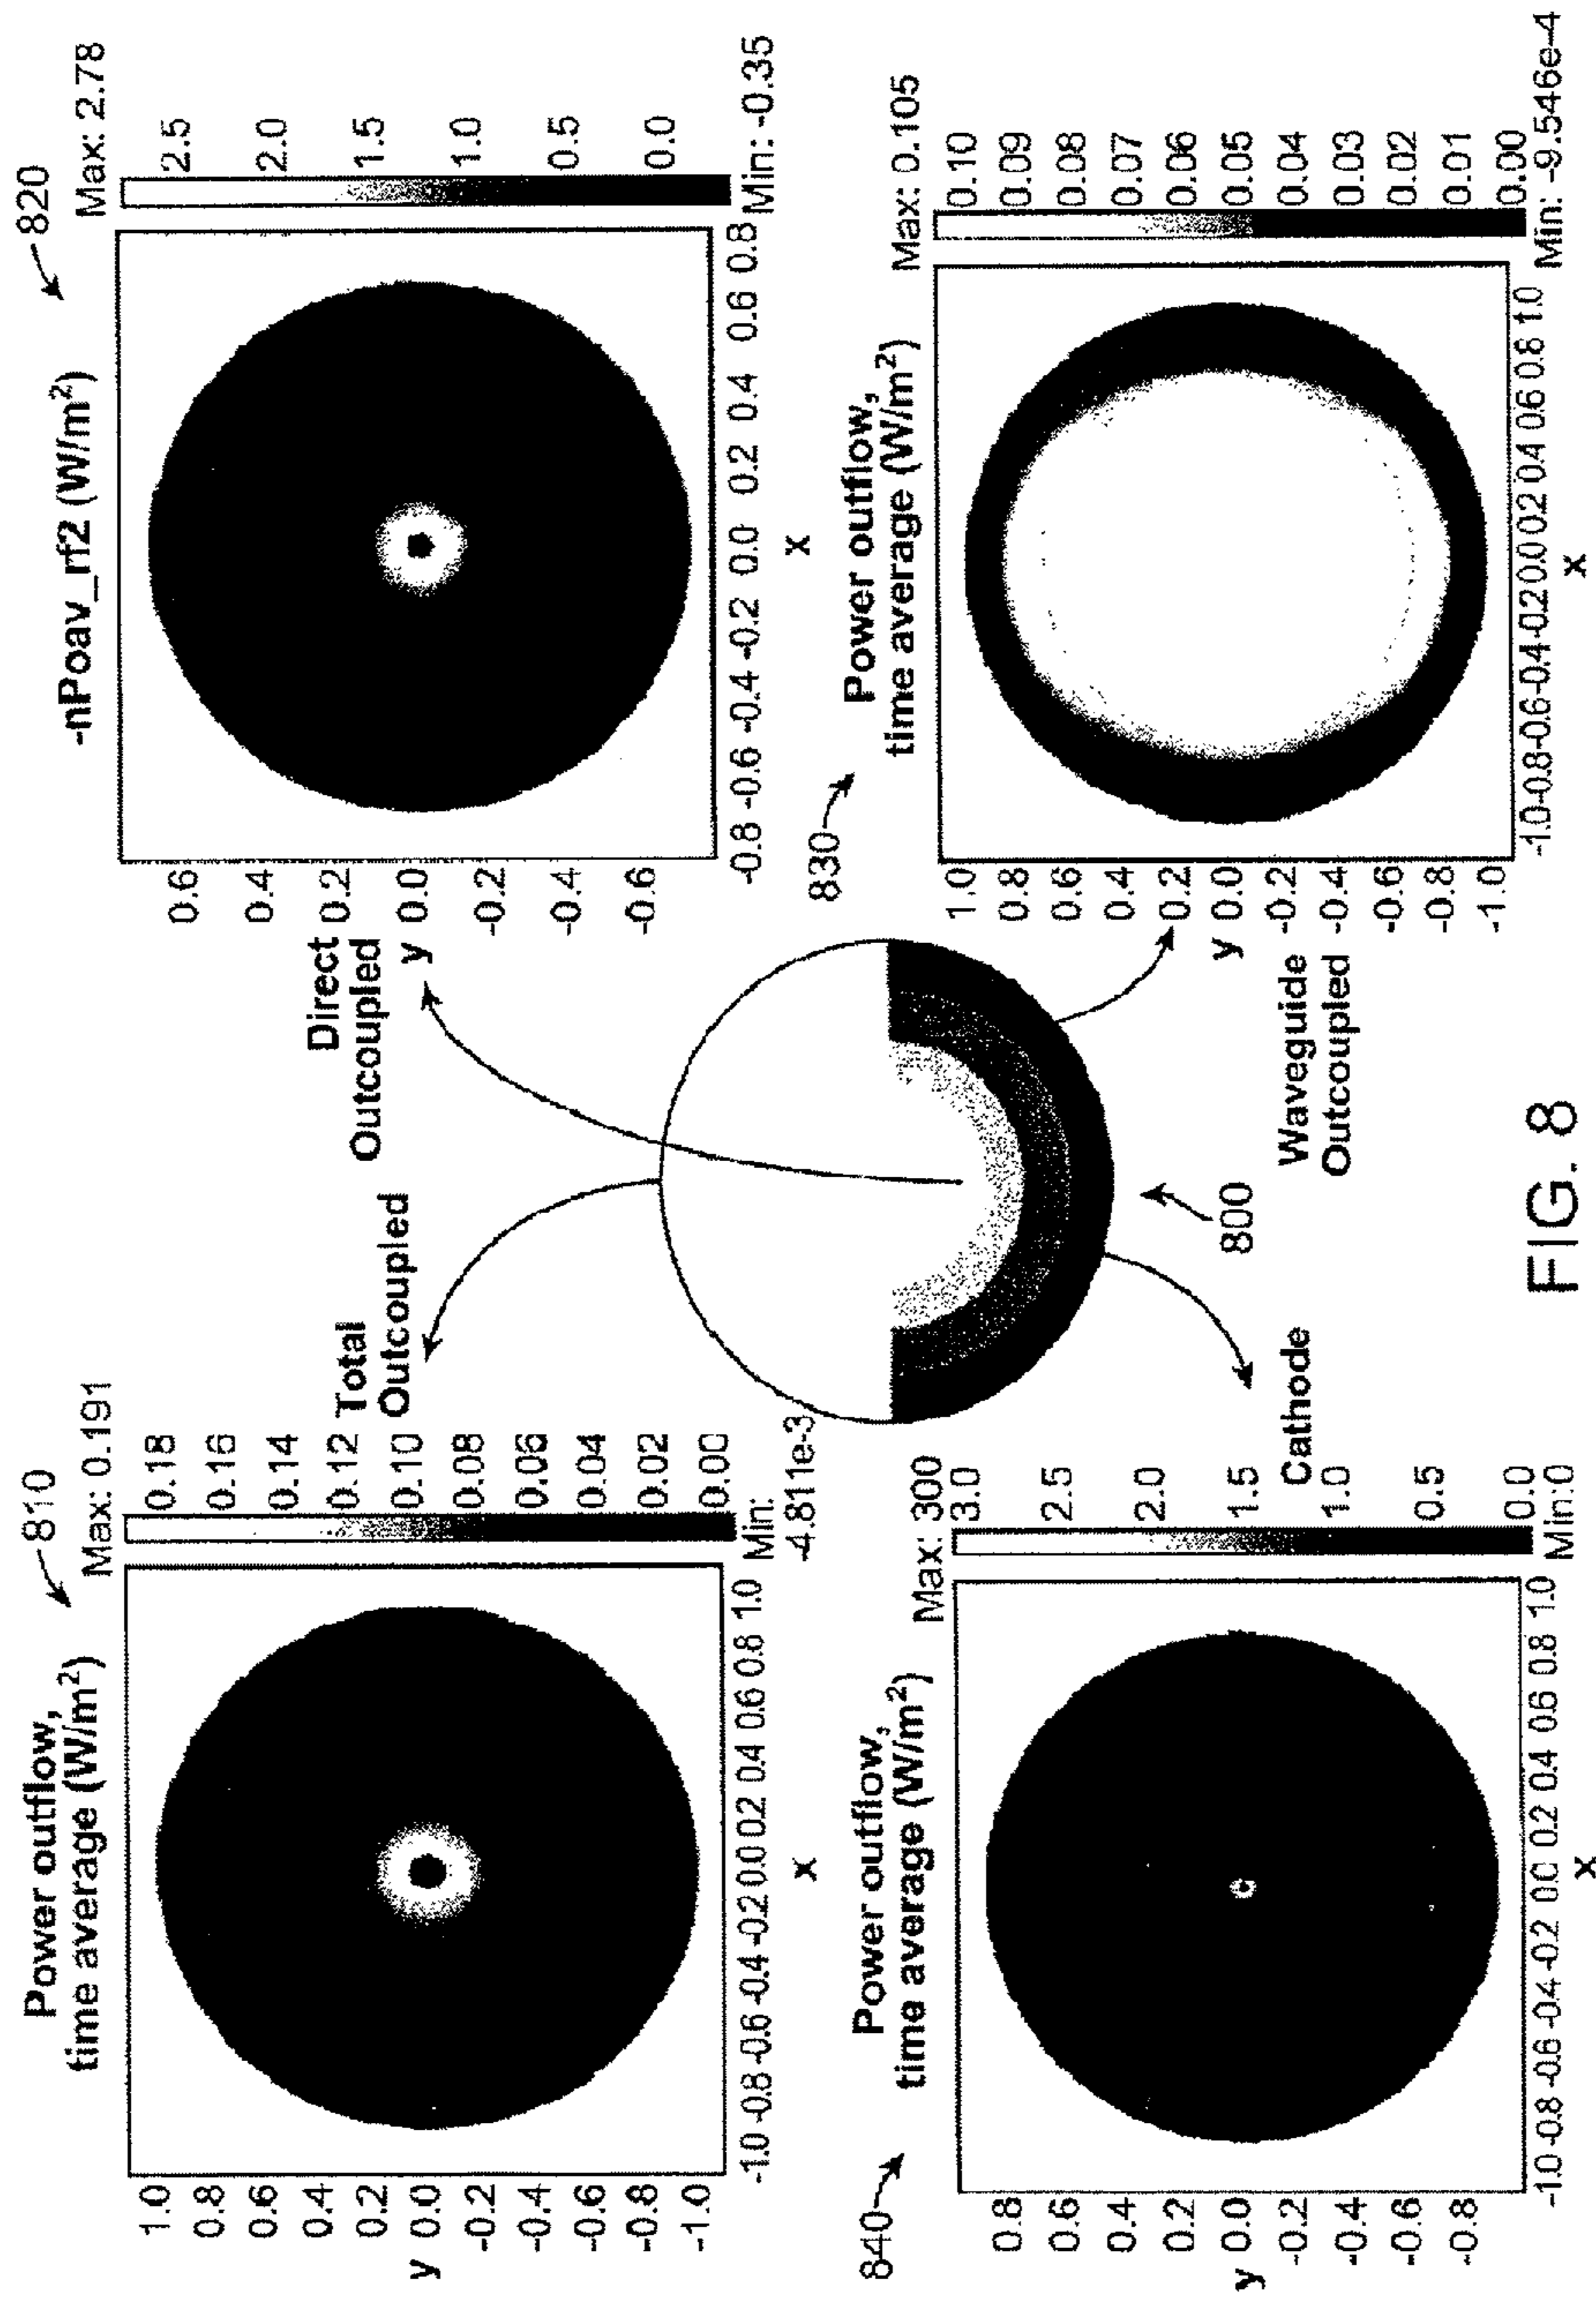 Power outflow,
time average (W/m²)
810
Max: 0.191
1.0
0.8
0.6
0.4
0.2
y 0.0
-0.2
-0.4
-0.6
-0.8
-1.0
-1.0 -0.8 -0.6 -0.4 -0.2 0.0 0.2 0.4 0.6 0.8 1.0
x
0.18
0.16
0.14
0.12
0.10
0.08
0.06
0.04
0.02
0.00
Min:
-4.811e-3
Total
Outcoupled
-nPoav_rf2 (W/m²)
820
Max: 2.78
0.6
0.4
0.2
y 0.0
-0.2
-0.4
-0.6
-0.8 -0.6 -0.4 -0.2 0.0 0.2 0.4 0.6 0.8
x
2.5
2.0
1.5
1.0
0.5
0.0
Min: -0.35
Direct
Outcoupled
840
Power outflow,
time average (W/m²)
Max: 300
0.8
0.6
0.4
0.2
y 0.0
-0.2
-0.4
-0.6
-0.8
-1.0 -0.8 -0.6 -0.4 -0.2 0.0 0.2 0.4 0.6 0.8 1.0
x
3.0
2.5
2.0
1.5
1.0
0.5
0.0
Min:0
Cathode
800
Waveguide
Outcoupled
830
Power outflow,
time average (W/m²)
Max: 0.105
1.0
0.8
0.6
0.4
0.2
y 0.0
-0.2
-0.4
-0.6
-0.8
-1.0
-1.0-0.8-0.6-0.4-0.2 0.0 0.2 0.4 0.6 0.8 1.0
x
0.10
0.09
0.08
0.07
0.06
0.05
0.04
0.03
0.02
0.01
0.00
Min: -9.546e-4
FIG. 8